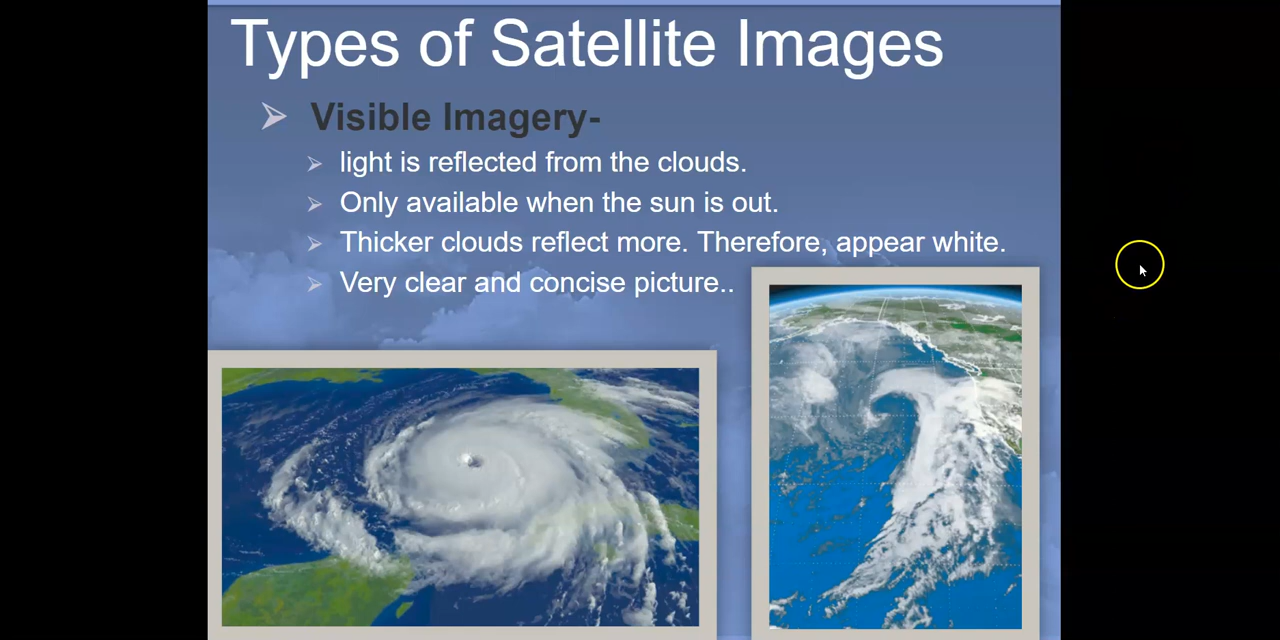 Types of Satellite Images
Visible Imagery-
light is reflected from the clouds.
Only available when the sun is out.
Thicker clouds reflect more. Therefore, appear white.
Very clear and concise picture..